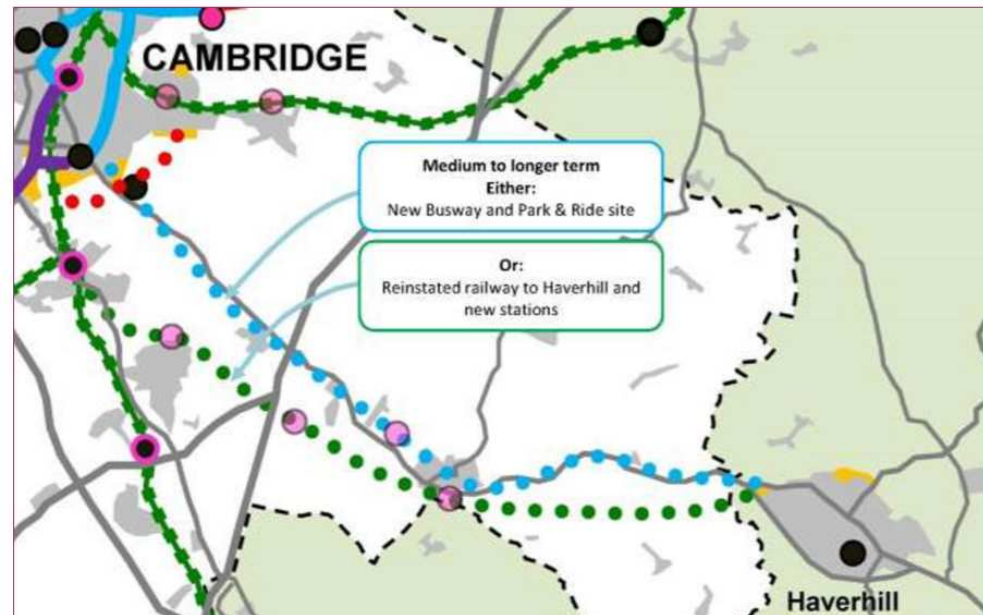 CAMBRIDGE
Medium to longer term
Either:
New Busway and Park & Ride site
Or:
Reinstated railway to Haverhill and
new stations
Haverhill